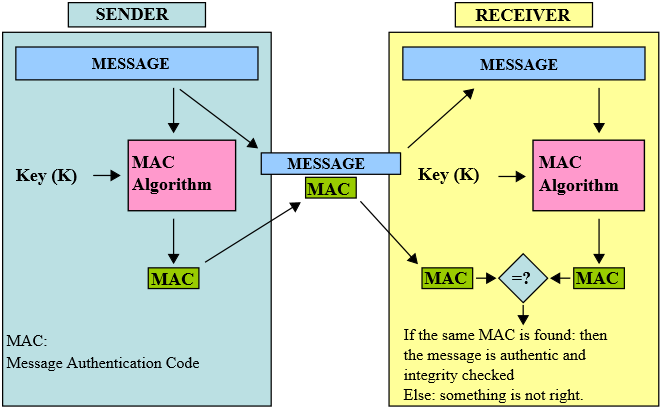 SENDER
MESSAGE
Key (K)
MAC
Algorithm
MAC
MAC:
Message Authentication Code
MESSAGE
MAC
RECEIVER
MESSAGE
Key (K)
MAC
Algorithm
MAC
=?
MAC
If the same MAC is found: then
the message is authentic and
integrity checked
Else: something is not right.